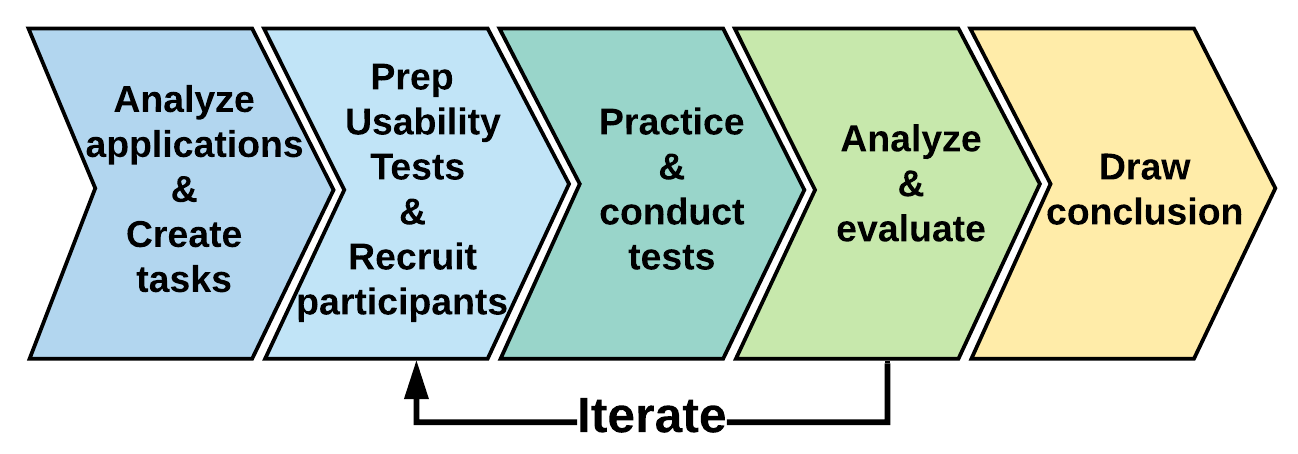 Analyze
applications
&
Create
tasks
Prep
Usability
Tests
&
Recruit
participants
Practice
&
conduct
tests
Analyze
&
evaluate
Draw
conclusion
Iterate